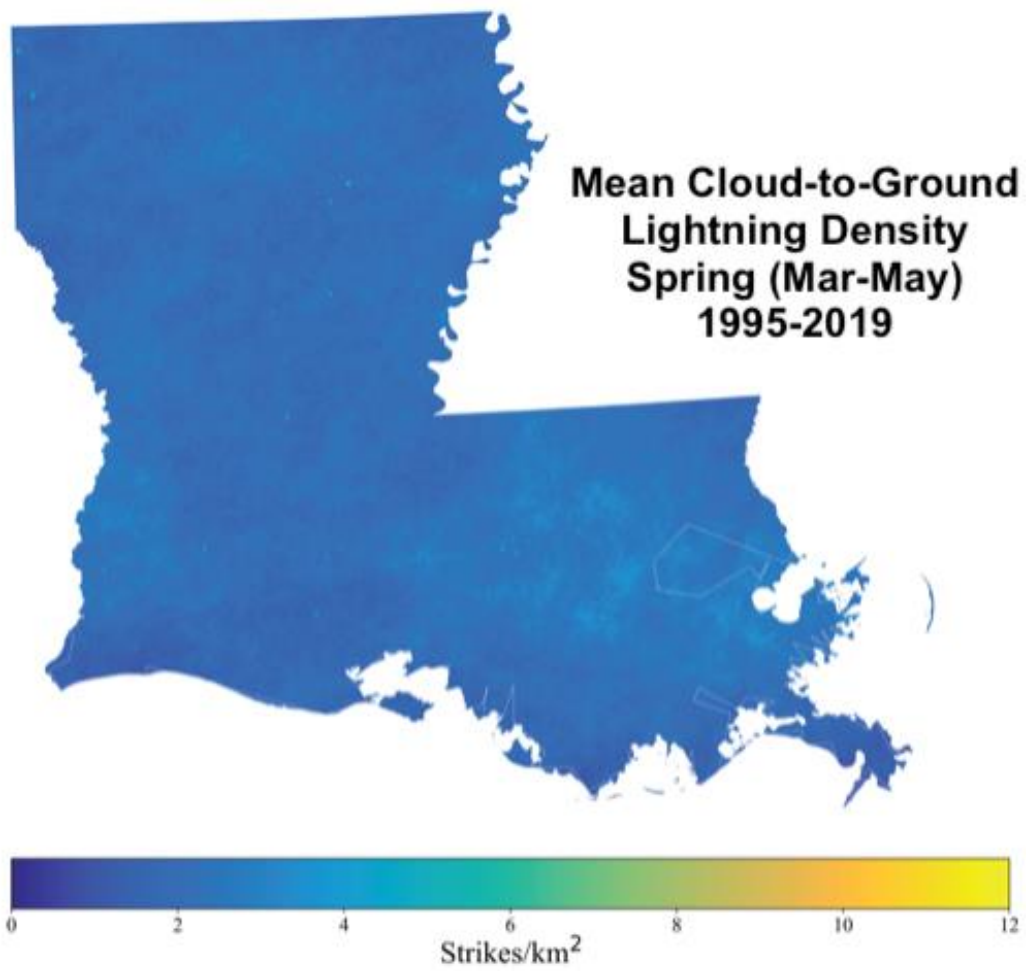 Mean Cloud-to-Ground
Lightning Density
Spring (Mar-May)
1995-2019
0 2 4 6 8 10 12
Strikes/km²